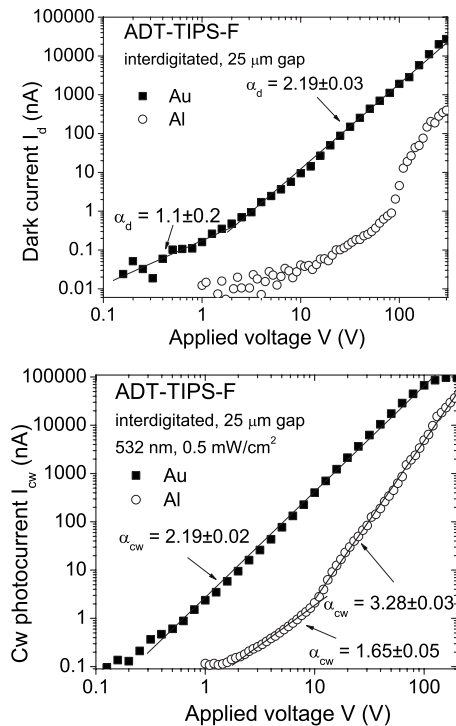 ADT-TIPS-F
interdigitated, 25 μm gap
Au
Al
α_d = 2.19±0.03
α_d = 1.1±0.2
Dark current I_d (nA)
100000
10000
1000
100
10
1
0.1
0.01
0.1 1 10 100
Applied voltage V (V)
ADT-TIPS-F
interdigitated, 25 μm gap
532 nm, 0.5 mW/cm²
Au
Al
α_cw = 2.19±0.02
α_cw = 3.28±0.03
α_cw = 1.65±0.05
Cw photocurrent I_cw (nA)
100000
10000
1000
100
10
1
0.1
0.1 1 10 100
Applied voltage V (V)